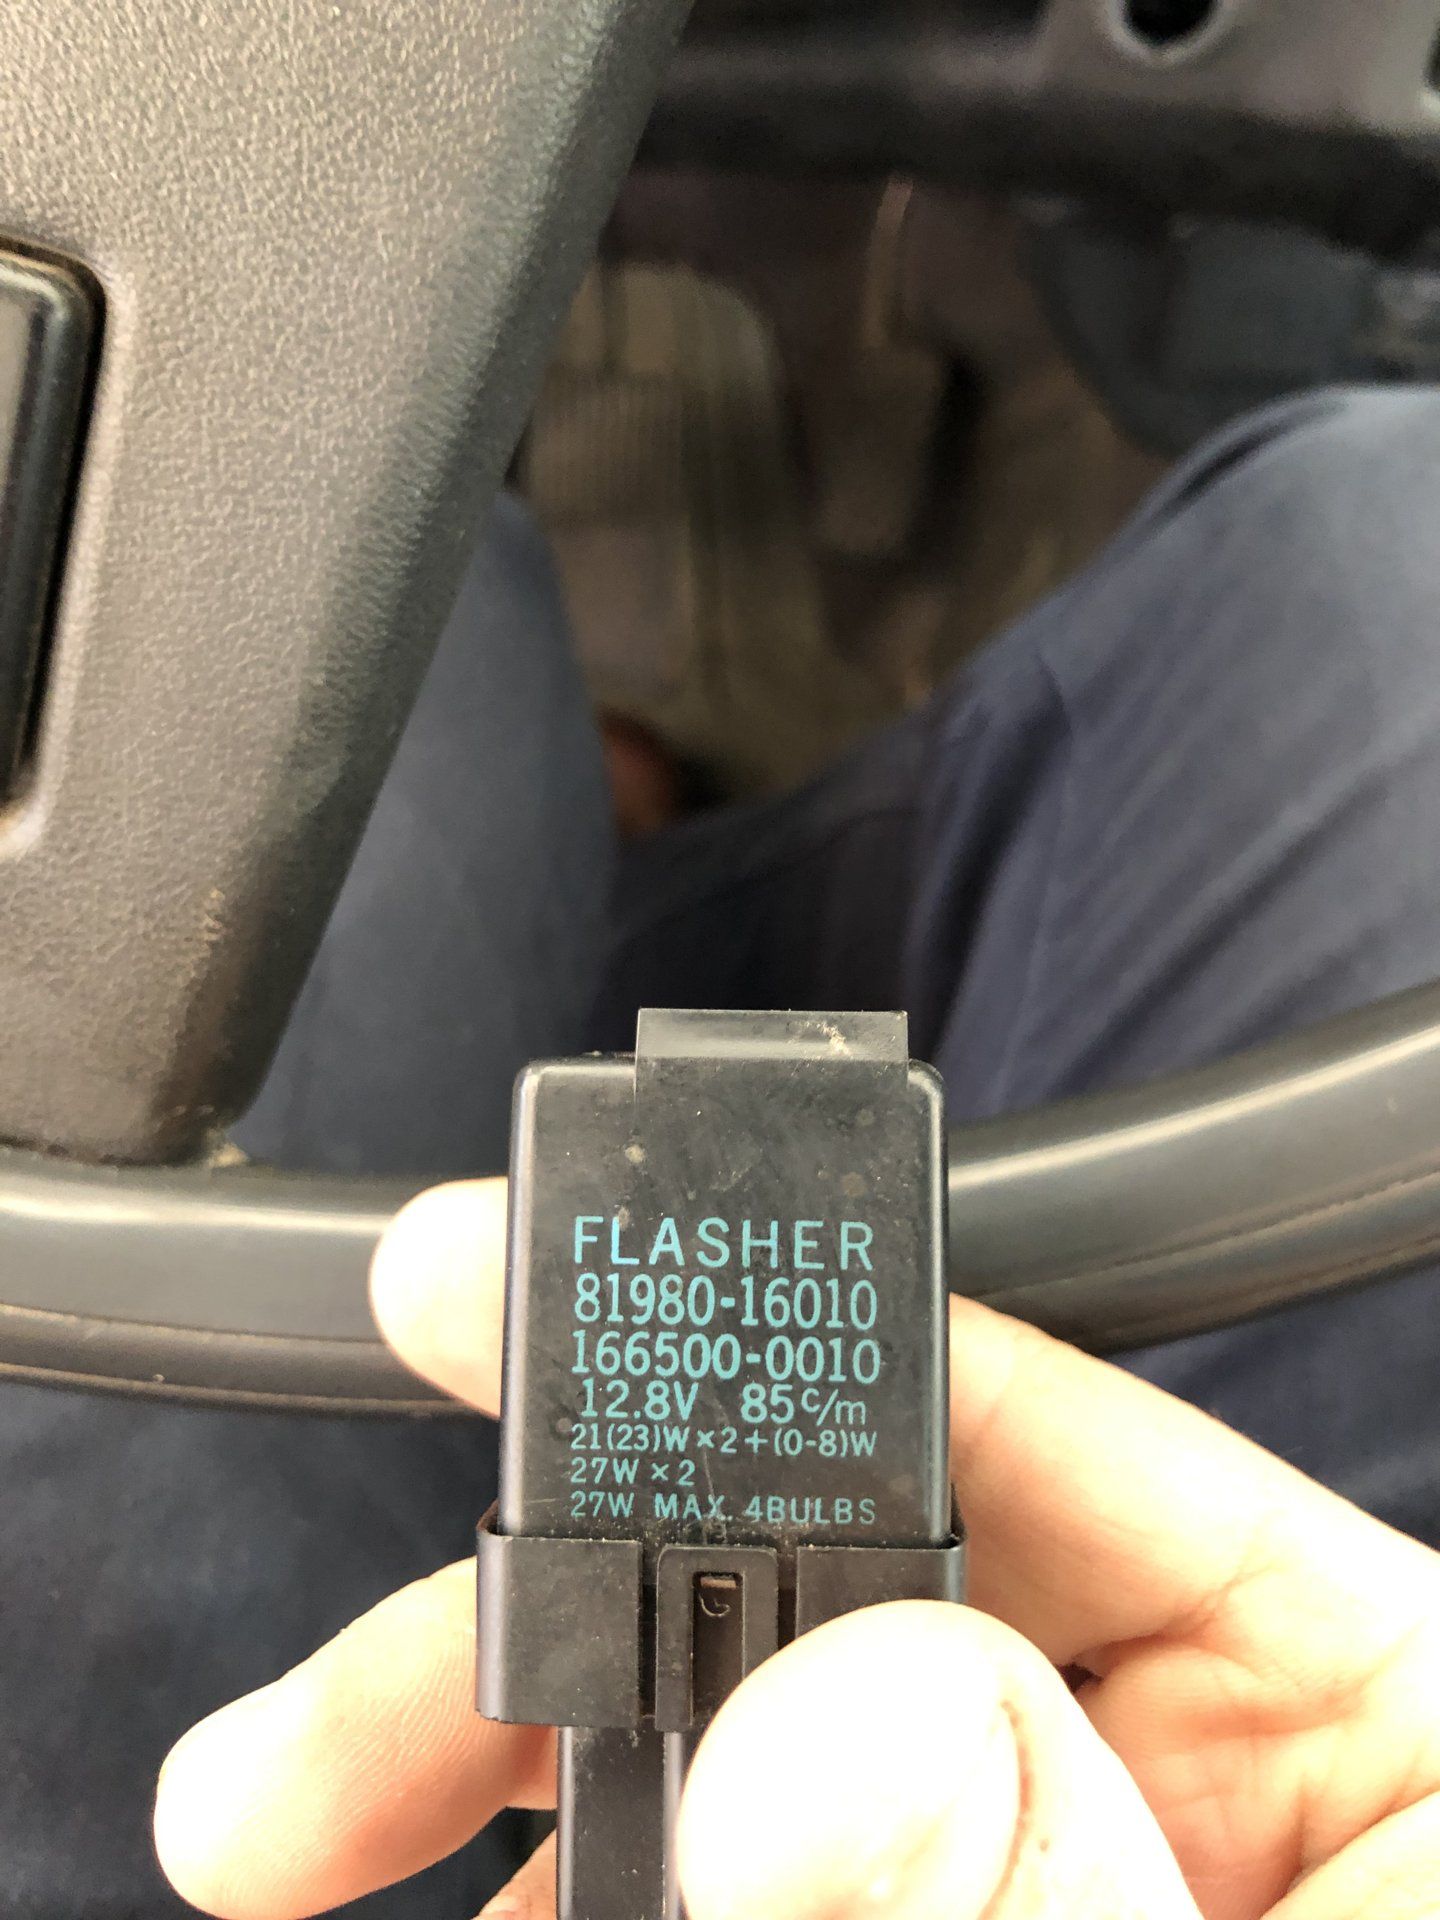 FLASHER
81980-16010
166500-0010
12.8V 85c/m
21(23)W×2+(0-8)W
27W×2
27W MAX. 4BULBS